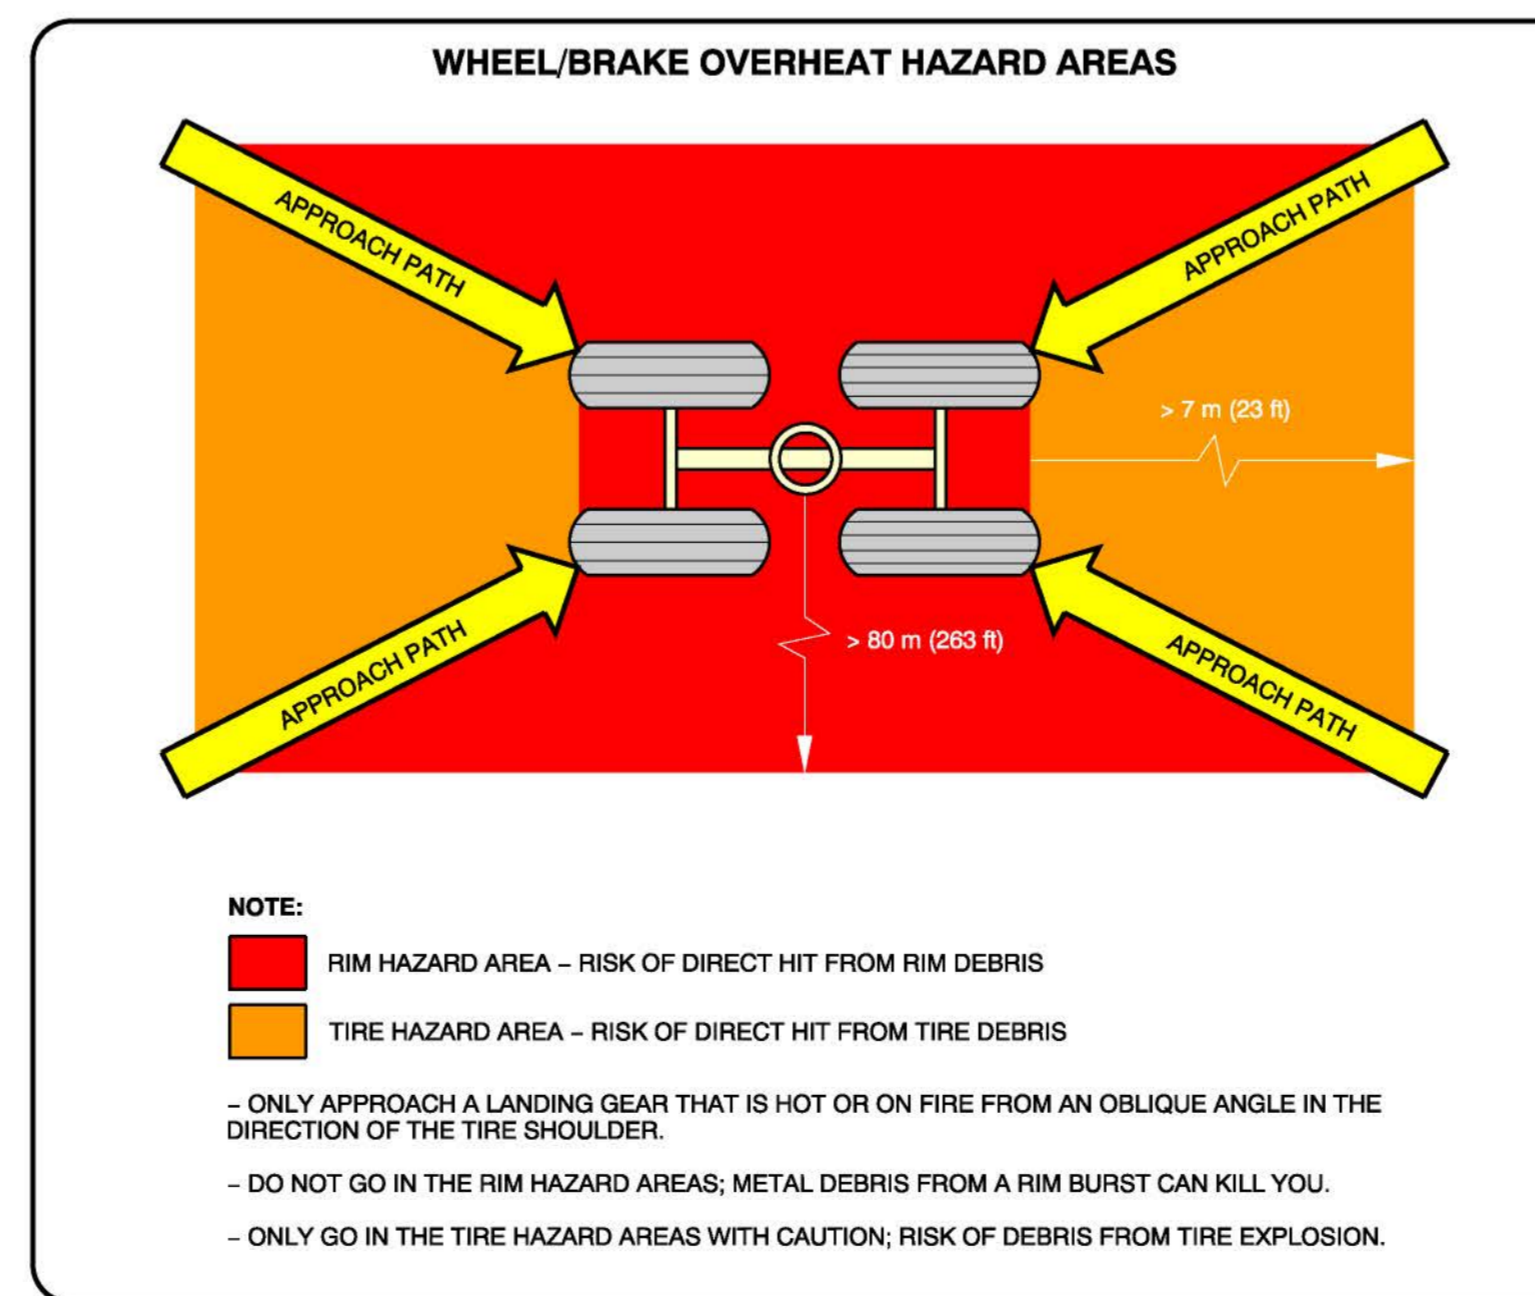 WHEEL/BRAKE OVERHEAT HAZARD AREAS
APPROACH PATH
APPROACH PATH
> 7 m (23 ft)
> 80 m (263 ft)
APPROACH PATH
APPROACH PATH
NOTE:
RIM HAZARD AREA – RISK OF DIRECT HIT FROM RIM DEBRIS
TIRE HAZARD AREA – RISK OF DIRECT HIT FROM TIRE DEBRIS
– ONLY APPROACH A LANDING GEAR THAT IS HOT OR ON FIRE FROM AN OBLIQUE ANGLE IN THE
DIRECTION OF THE TIRE SHOULDER.
– DO NOT GO IN THE RIM HAZARD AREAS; METAL DEBRIS FROM A RIM BURST CAN KILL YOU.
– ONLY GO IN THE TIRE HAZARD AREAS WITH CAUTION; RISK OF DEBRIS FROM TIRE EXPLOSION.